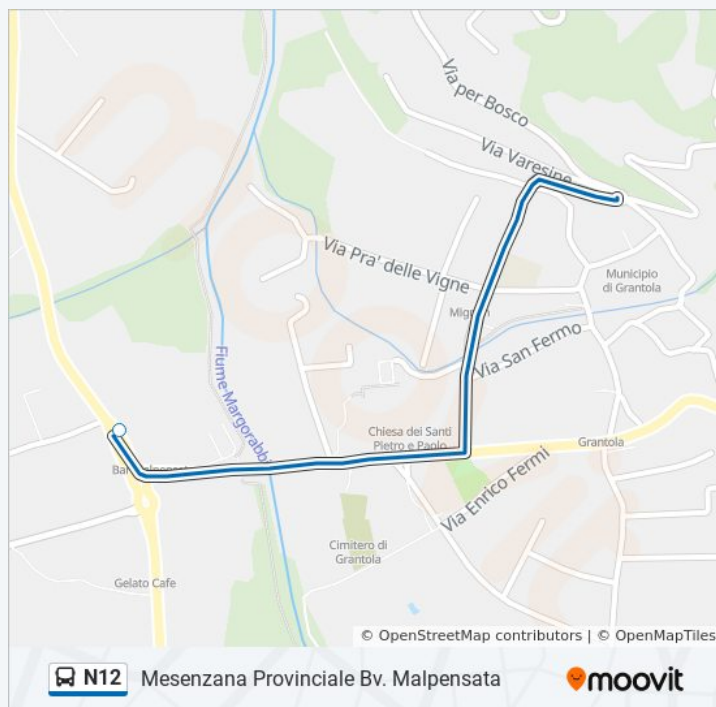 Via per Bosco
Via Varesine
Via Pra' delle Vigne
Municipio
di Grantola
Via San Fermo
Fiume Margorabb
Chiesa dei Santi
Pietro e Paolo
Grantola
Via Enrico Fermi
Cimitero di
Grantola
Gelato Cafe
© OpenStreetMap contributors | © OpenMapTiles
N12
Mesenzana Provinciale Bv. Malpensata
moovit